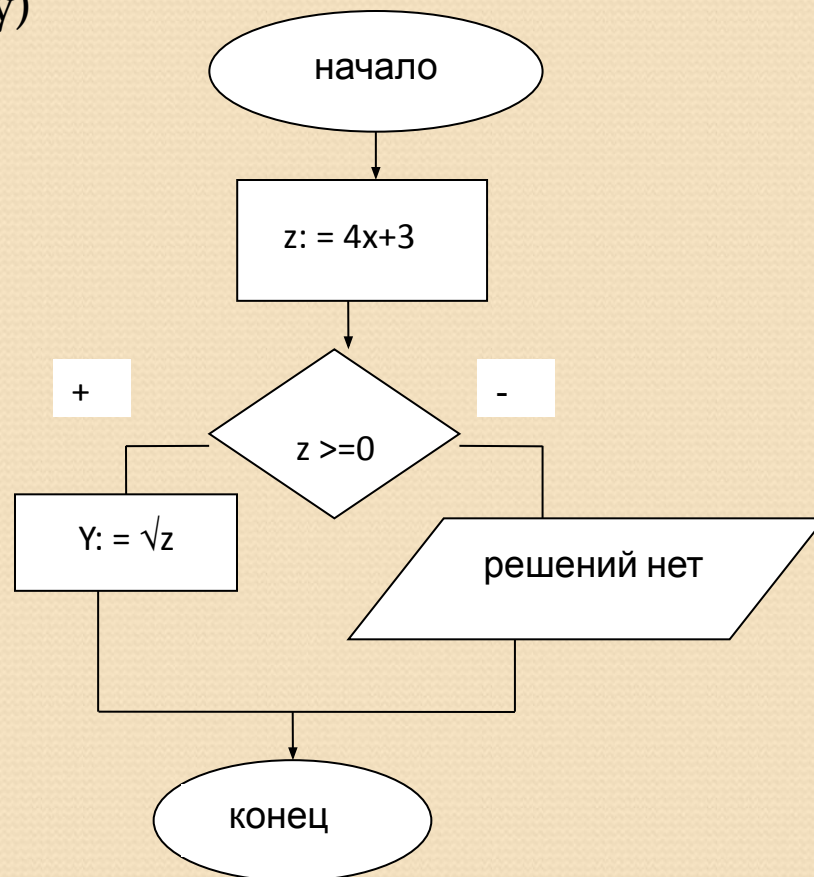 у)
начало
z: = 4x+3
+
-
z >=0
Y: = √z
решений нет
конец